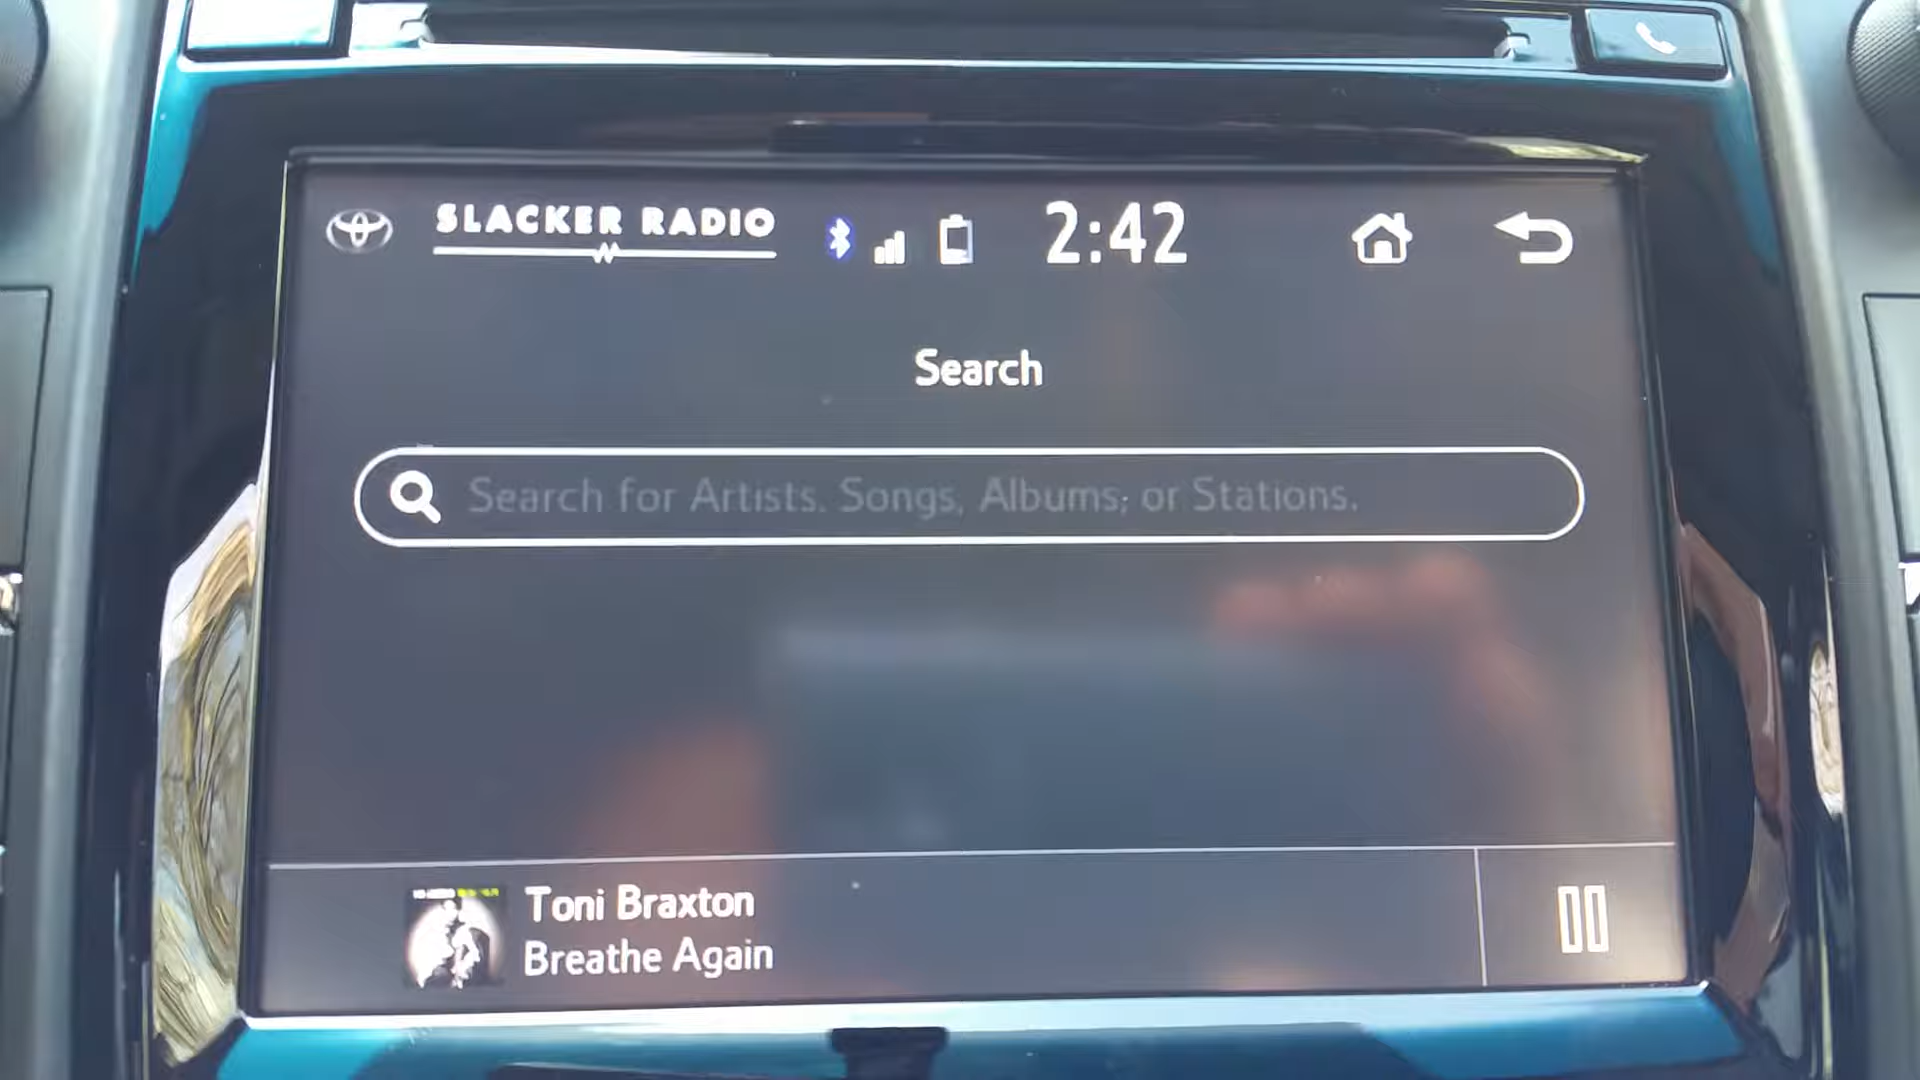 SLACKER RADIO
2:42
Search
Search for Artists. Songs, Albums, or Stations.
Toni Braxton
Breathe Again